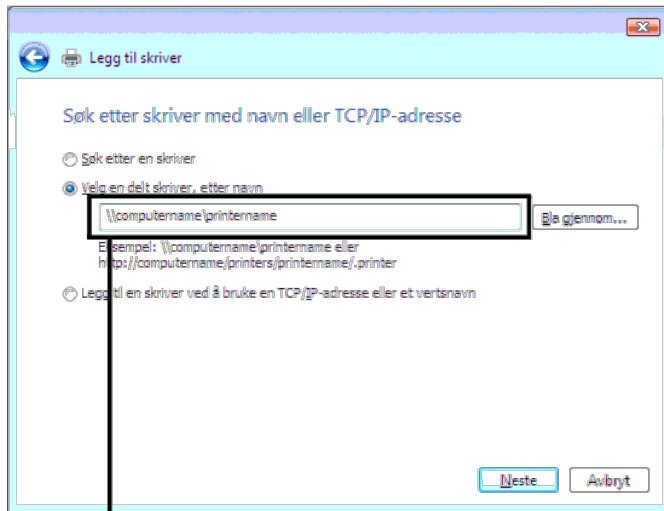 Legg til skriver
Søk etter skriver med navn eller TCP/IP-adresse
Søk etter en skriver
Velg en delt skriver, etter navn
\\computername\printername
Bla gjennom...
Eksempel: \\computername\printername eller
http://computername/printers/printername/.printer
Legg til en skriver ved å bruke en TCP/IP-adresse eller et vertsnavn
Neste
Avbryt